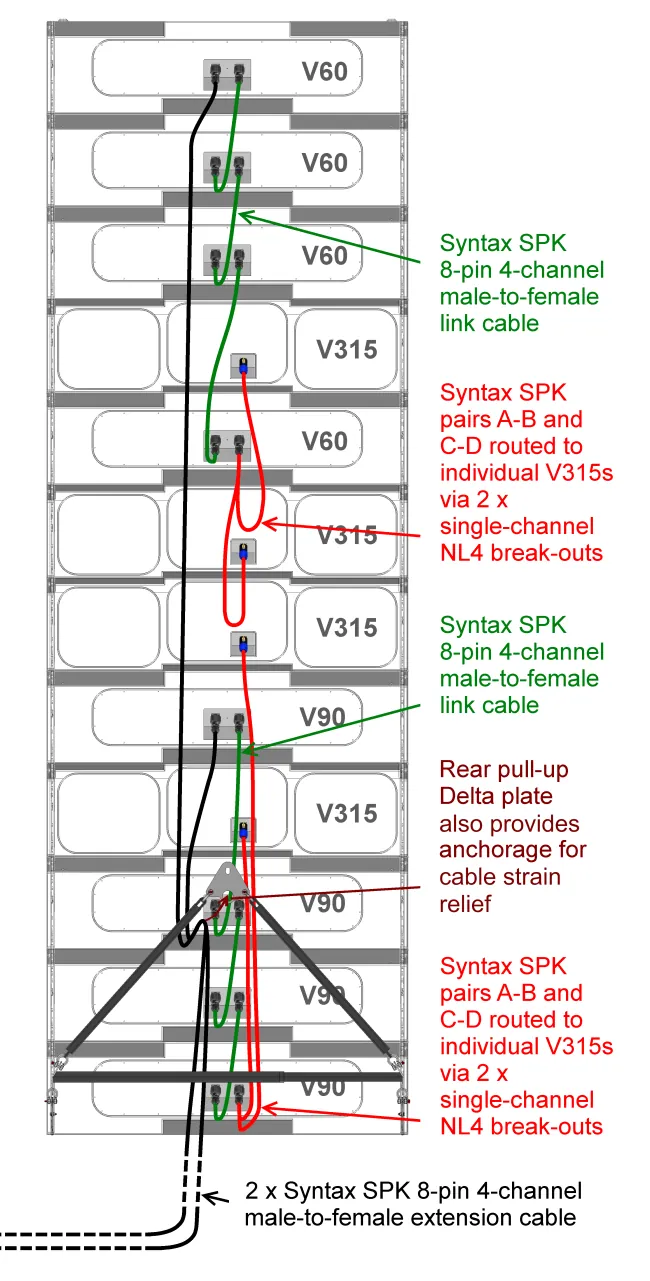 V60
V60
V60
Syntax SPK
8-pin 4-channel
male-to-female
link cable
V315
Syntax SPK
pairs A-B and
C-D routed to
individual V315s
via 2 x
single-channel
NL4 break-outs
V60
V315
V315
Syntax SPK
8-pin 4-channel
male-to-female
link cable
V90
Rear pull-up
Delta plate
also provides
anchorage for
cable strain
relief
V315
V90
Syntax SPK
pairs A-B and
C-D routed to
individual V315s
via 2 x
single-channel
NL4 break-outs
V90
V90
2 x Syntax SPK 8-pin 4-channel
male-to-female extension cable